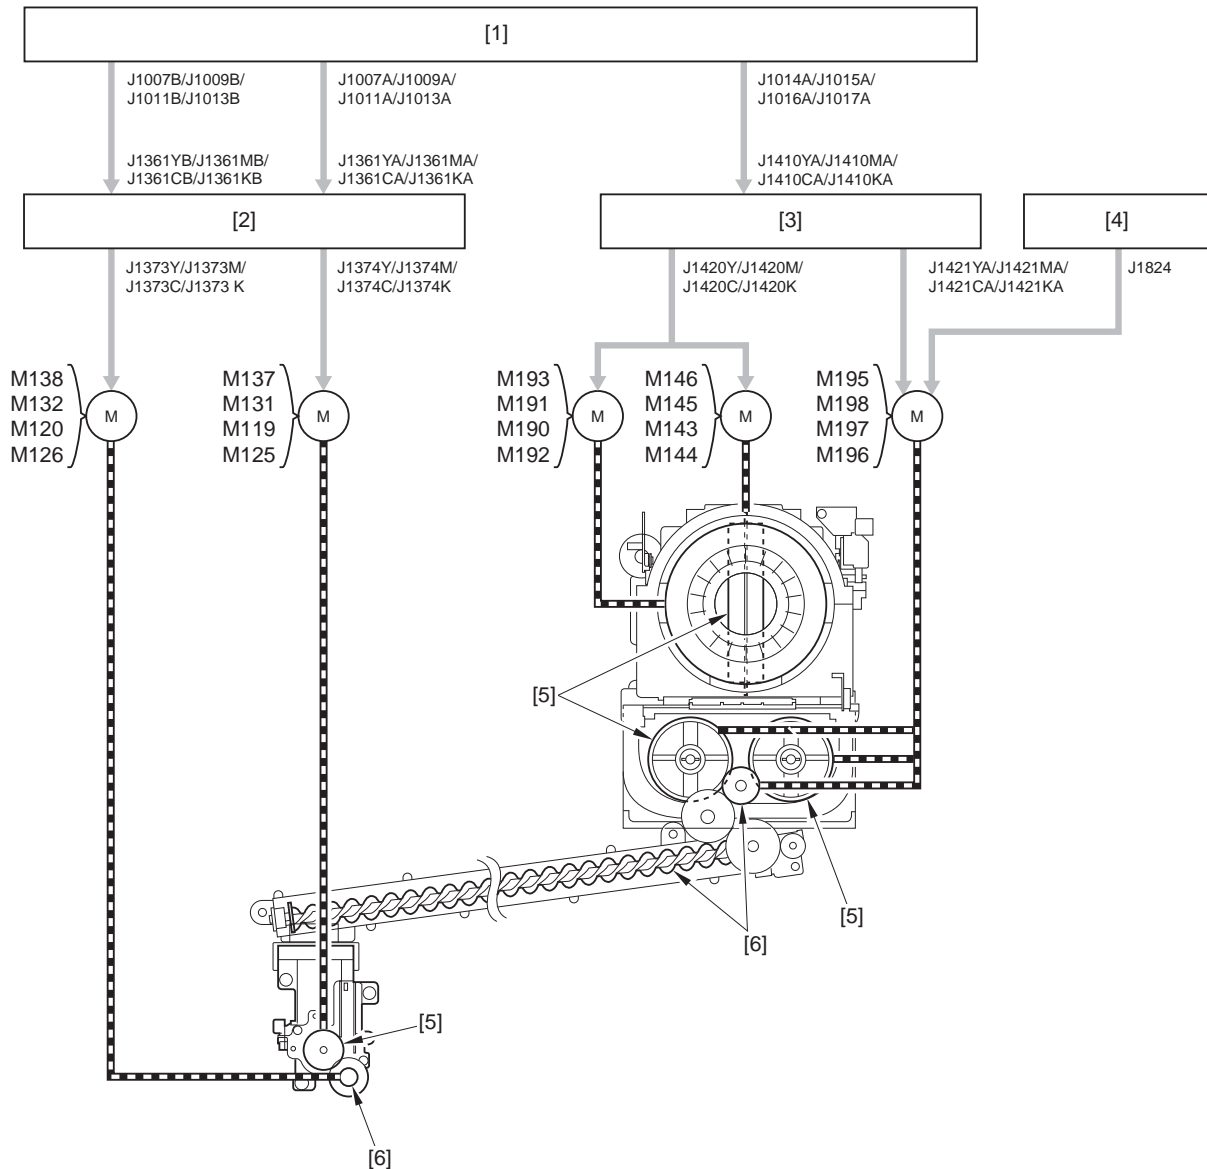 [1]
J1007B/J1009B/
J1011B/J1013B
J1007A/J1009A/
J1011A/J1013A
J1014A/J1015A/
J1016A/J1017A
J1361YB/J1361MB/
J1361CB/J1361KB
J1361YA/J1361MA/
J1361CA/J1361KA
J1410YA/J1410MA/
J1410CA/J1410KA
[2]
[3]
[4]
J1373Y/J1373M/
J1373C/J1373 K
J1374Y/J1374M/
J1374C/J1374K
J1420Y/J1420M/
J1420C/J1420K
J1421YA/J1421MA/
J1421CA/J1421KA
J1824
M138
M132
M120
M126
M
M137
M131
M119
M125
M
M193
M191
M190
M192
M
M146
M145
M143
M144
M
M195
M198
M197
M196
M
[5]
[5]
[6]
[5]
[6]